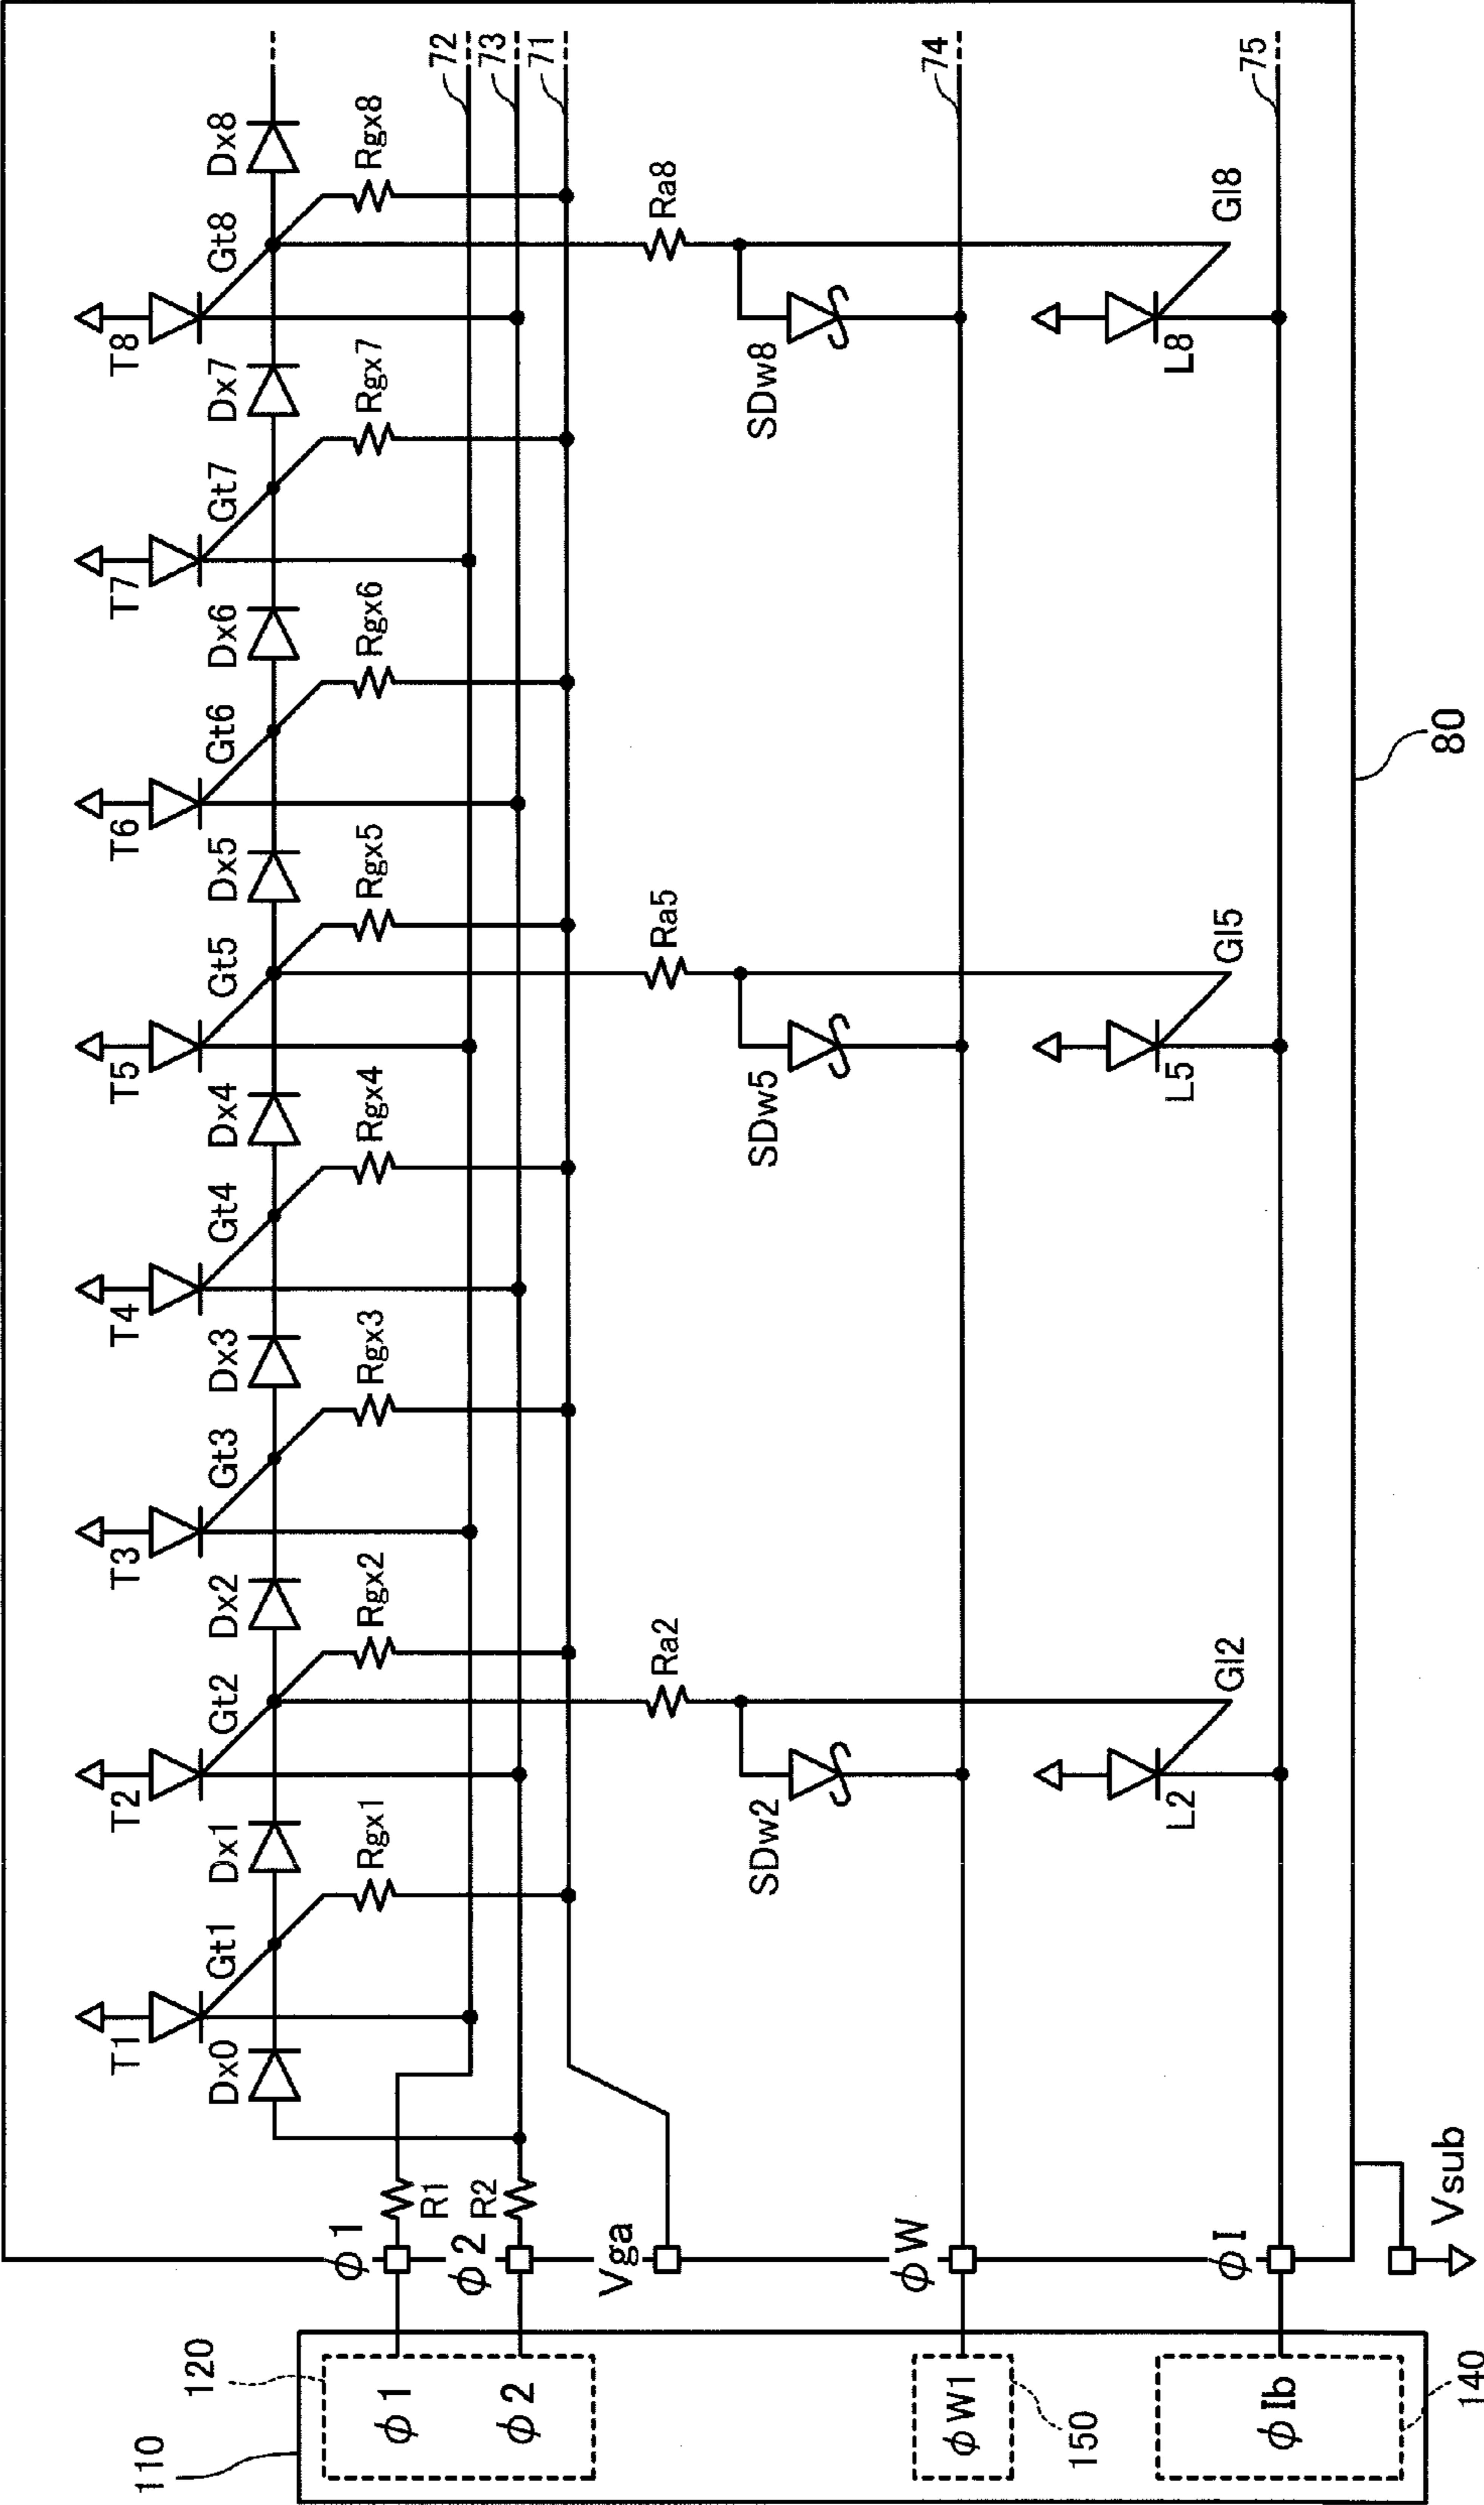 Dx8
72
73
71
74
75
Rgx8
Gt8
Ra8
Gl8
T8
Dx7
SDw8
L8
Rgx7
Gt7
T7
Dx6
Rgx6
Gt6
T6
Dx5
Rgx5
Gt5
Ra5
Gl5
T5
Dx4
SDw5
L5
Rgx4
Gt4
T4
Dx3
Rgx3
Gt3
T3
Dx2
Rgx2
Gt2
Ra2
Gl2
T2
Dx1
SDw2
L2
Rgx1
Gt1
T1
Dx0
80
R1
R2
φ1
φ2
Vga
φW
φI
Vsub
110
120
φ1
φ2
φW1
150
φIb
140